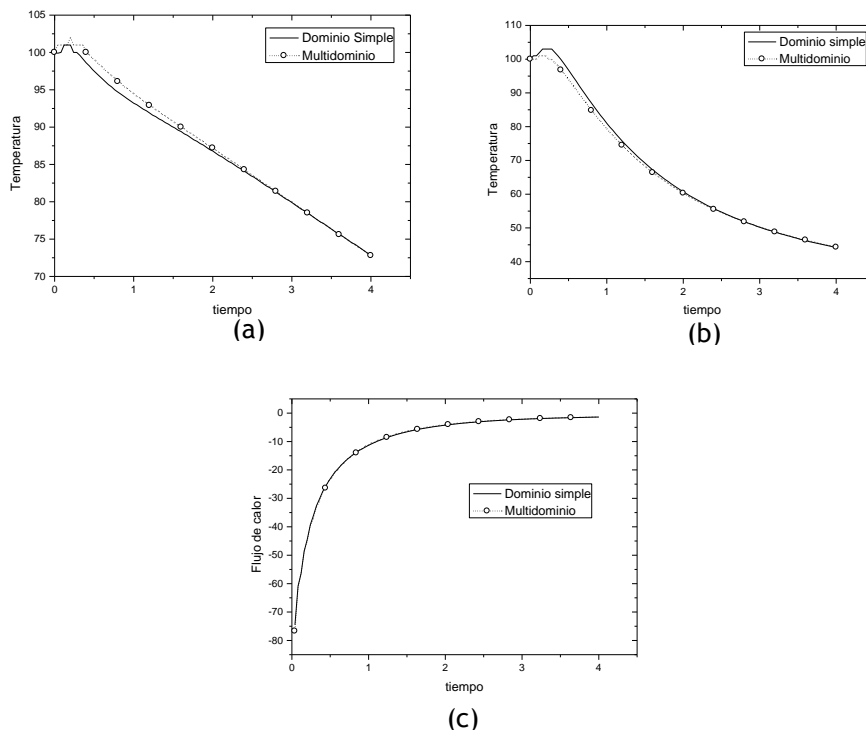 105
100
95
90
85
80
75
70
Temperatura
0
1
2
3
4
tiempo
Dominio Simple
Multidominio
(a)
110
100
90
80
70
60
50
40
Temperatura
0
1
2
3
4
tiempo
Dominio simple
Multidominio
(b)
0
-10
-20
-30
-40
-50
-60
-70
-80
Flujo de calor
0
1
2
3
4
tiempo
Dominio simple
Multidominio
(c)